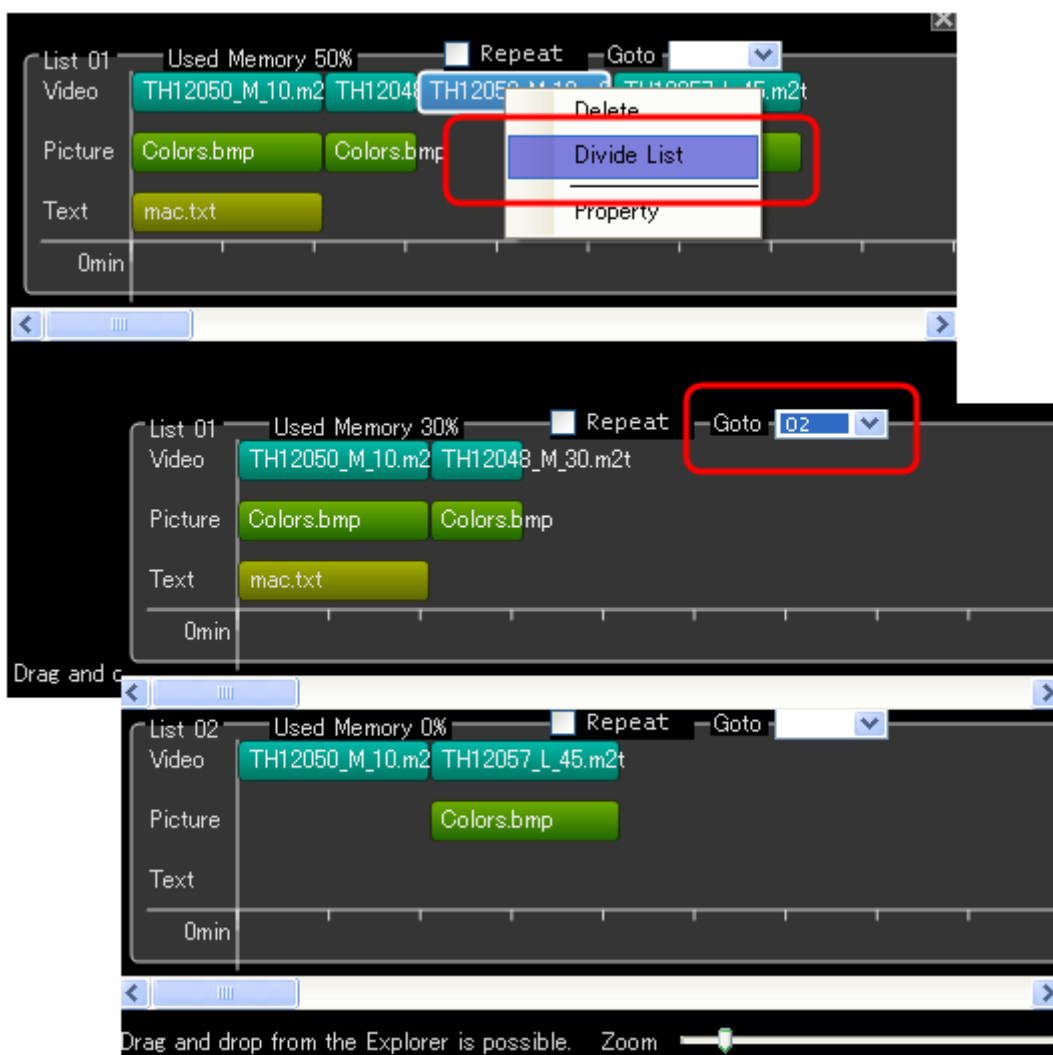 List 01 Used Memory 50% Repeat Goto
Video TH12050_M_10.m2 TH12048 TH1205 M 10 TH12057_L_45.m2t
Delete
Picture Colors.bmp Colors.bmp Divide List
Text mac.txt Property
0min
List 01 Used Memory 30% Repeat Goto 02
Video TH12050_M_10.m2 TH12048_M_30.m2t
Picture Colors.bmp Colors.bmp
Text mac.txt
0min
Drag and
List 02 Used Memory 0% Repeat Goto
Video TH12050_M_10.m2 TH12057_L_45.m2t
Picture Colors.bmp
Text
0min
Drag and drop from the Explorer is possible. Zoom